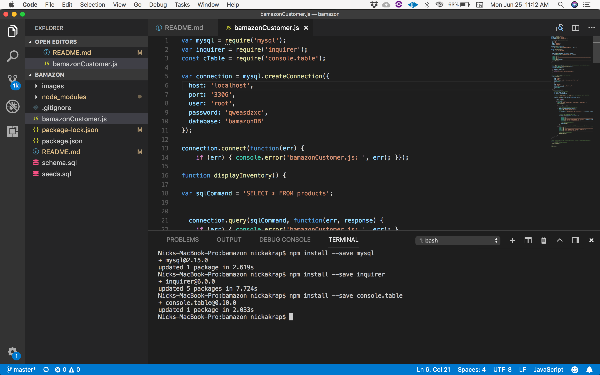 Code File Edit Selection View Go Debug Tasks Window Help
68% Mon Jun 25 11:12 AM
bamazonCustomer.js — bamazon
EXPLORER
OPEN EDITORS
README.md M
bamazonCustomer.js
BAMAZON
images
node_modules
.gitignore
bamazonCustomer.js
package-lock.json M
package.json
README.md M
schema.sql
seeds.sql
1k
1
README.md bamazonCustomer.js ×
1 var mysql = require('mysql');
2 var inquirer = require('inquirer');
3 const cTable = require('console.table');
4
5 var connection = mysql.createConnection({
6 host: 'localhost',
7 port: '3306',
8 user: 'root',
9 password: 'qweasdzxc',
10 database: 'bamazonDB'
11 });
12
13 connection.connect(function(err) {
14 if (err) { console.error('bamazonCustomer.js: ', err); }});
15
16 function displayInventory() {
17
18 var sqlCommand = 'SELECT * FROM products';
19
20
21 connection.query(sqlCommand, function(err, response) {
22 if (err) { console.error('bamazonCustomer.js: ', err); }
PROBLEMS OUTPUT DEBUG CONSOLE TERMINAL 1: bash
Nicks-MacBook-Pro:bamazon nickakrap$ npm install --save mysql
+ mysql@2.15.0
updated 1 package in 2.819s
Nicks-MacBook-Pro:bamazon nickakrap$ npm install --save inquirer
+ inquirer@6.0.0
updated 5 packages in 7.724s
Nicks-MacBook-Pro:bamazon nickakrap$ npm install --save console.table
+ console.table@0.10.0
updated 1 package in 2.033s
Nicks-MacBook-Pro:bamazon nickakrap$
master* 0 0 Ln 6, Col 21 Spaces: 4 UTF-8 LF JavaScript